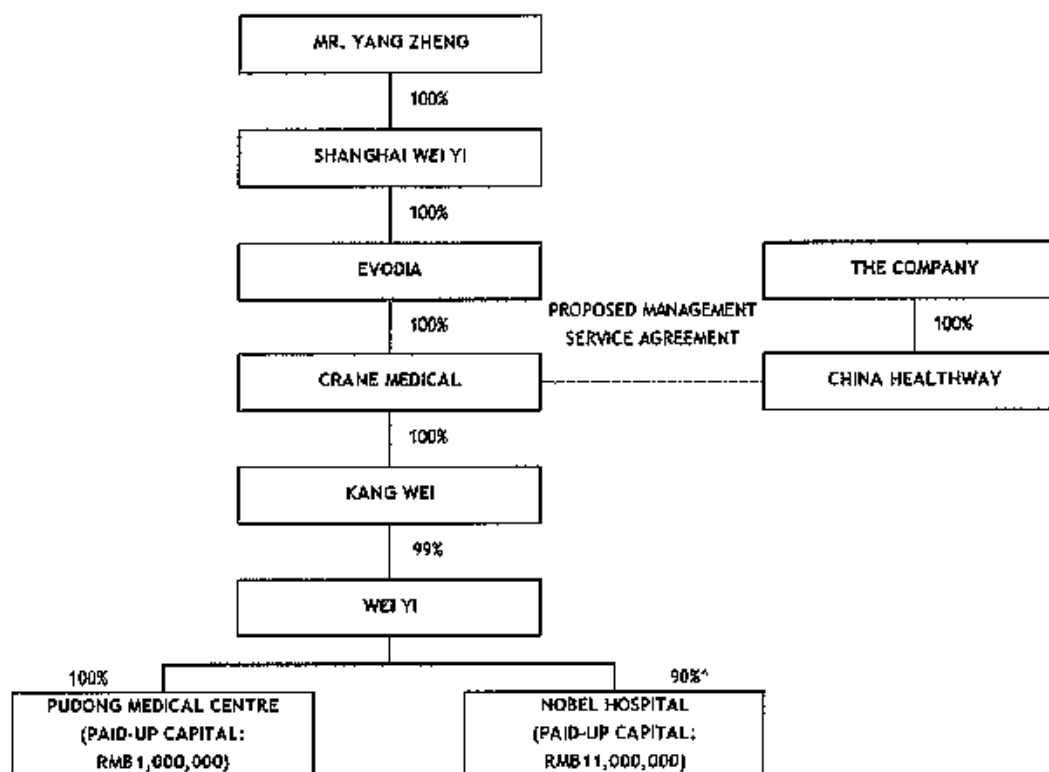 MR. YANG ZHENG
100%
SHANGHAI WEI YI
100%
EVODIA
THE COMPANY
PROPOSED MANAGEMENT
SERVICE AGREEMENT
100%
100%
CRANE MEDICAL
CHINA HEALTHWAY
100%
KANG WEI
99%
WEI YI
100%
90%^
PUDONG MEDICAL CENTRE
(PAID-UP CAPITAL:
RMB1,000,000)
NOBEL HOSPITAL
(PAID-UP CAPITAL:
RMB11,000,000)